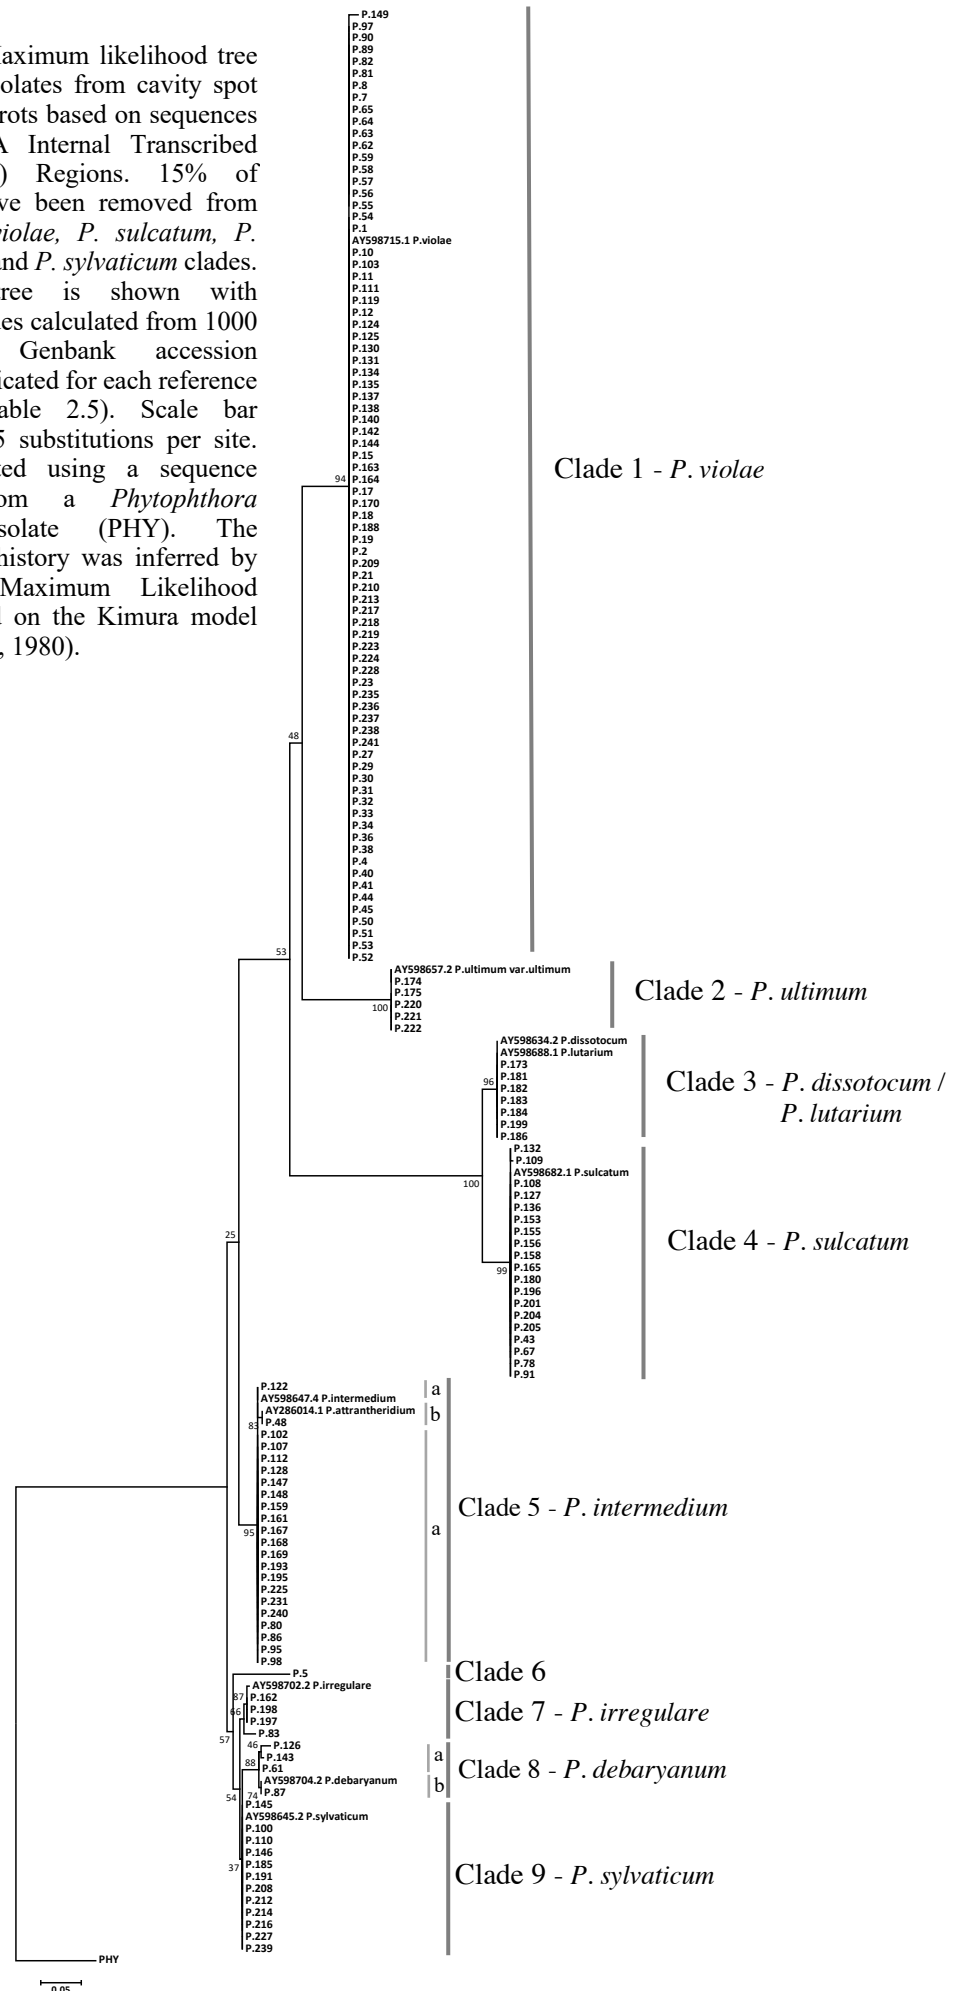 Maximum likelihood tree
olates from cavity spot
rots based on sequences
A Internal Transcribed
) Regions. 15% of
ve been removed from
violae, P. sulcatum, P.
nd P. sylvaticum clades.
ree is shown with
es calculated from 1000
Genbank accession
icated for each reference
able 2.5). Scale bar
5 substitutions per site.
ted using a sequence
om a Phytophthora
solate (PHY). The
history was inferred by
Maximum Likelihood
d on the Kimura model
, 1980).
P.149
P.97
P.90
P.89
P.82
P.81
P.8
P.7
P.65
P.64
P.63
P.62
P.59
P.58
P.57
P.56
P.55
P.54
P.1
AY598715.1 P.violae
P.10
P.103
P.11
P.111
P.119
P.12
P.124
P.125
P.130
P.131
P.134
P.135
P.137
P.138
P.140
P.142
P.144
P.15
P.163
P.164
P.17
P.170
P.18
P.188
P.19
P.2
P.209
P.21
P.210
P.213
P.217
P.218
P.219
P.223
P.224
P.228
P.23
P.235
P.236
P.237
P.238
P.241
P.27
P.29
P.30
P.31
P.32
P.33
P.34
P.36
P.38
P.4
P.40
P.41
P.44
P.45
P.50
P.51
P.53
P.52
94
Clade 1 - P. violae
48
53
AY598657.2 P.ultimum var.ultimum
P.174
P.175
P.220
P.221
P.222
100
Clade 2 - P. ultimum
AY598634.2 P.dissotocum
AY598688.1 P.lutarium
P.173
P.181
P.182
P.183
P.184
P.199
P.186
96
Clade 3 - P. dissotocum /
P. lutarium
P.132
P.109
AY598682.1 P.sulcatum
P.108
P.127
P.136
P.153
P.155
P.156
P.158
P.165
P.180
P.196
P.201
P.204
P.205
P.43
P.67
P.78
P.91
100
99
Clade 4 - P. sulcatum
25
P.122
AY598647.4 P.intermedium
AY286014.1 P.attrantheridium
P.48
P.102
P.107
P.112
P.128
P.147
P.148
P.159
P.161
P.167
P.168
P.169
P.193
P.195
P.225
P.231
P.240
P.80
P.86
P.95
P.98
83
95
a
b
a
Clade 5 - P. intermedium
P.5
Clade 6
AY598702.2 P.irregulare
P.162
P.198
P.197
P.83
87
66
57
Clade 7 - P. irregulare
P.126
P.143
P.61
AY598704.2 P.debaryanum
P.87
46
88
74
54
a
b
Clade 8 - P. debaryanum
P.145
AY598645.2 P.sylvaticum
P.100
P.110
P.146
P.185
P.191
P.208
P.212
P.214
P.216
P.227
P.239
37
Clade 9 - P. sylvaticum
PHY
0.05